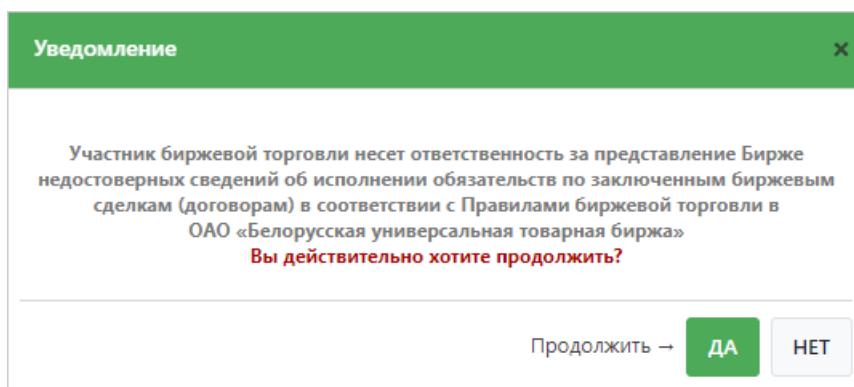 Уведомление ×
Участник биржевой торговли несет ответственность за представление Бирже
недостоверных сведений об исполнении обязательств по заключенным биржевым
сделкам (договорам) в соответствии с Правилами биржевой торговли в
ОАО «Белорусская универсальная товарная биржа»
Вы действительно хотите продолжить?
Продолжить → ДА НЕТ